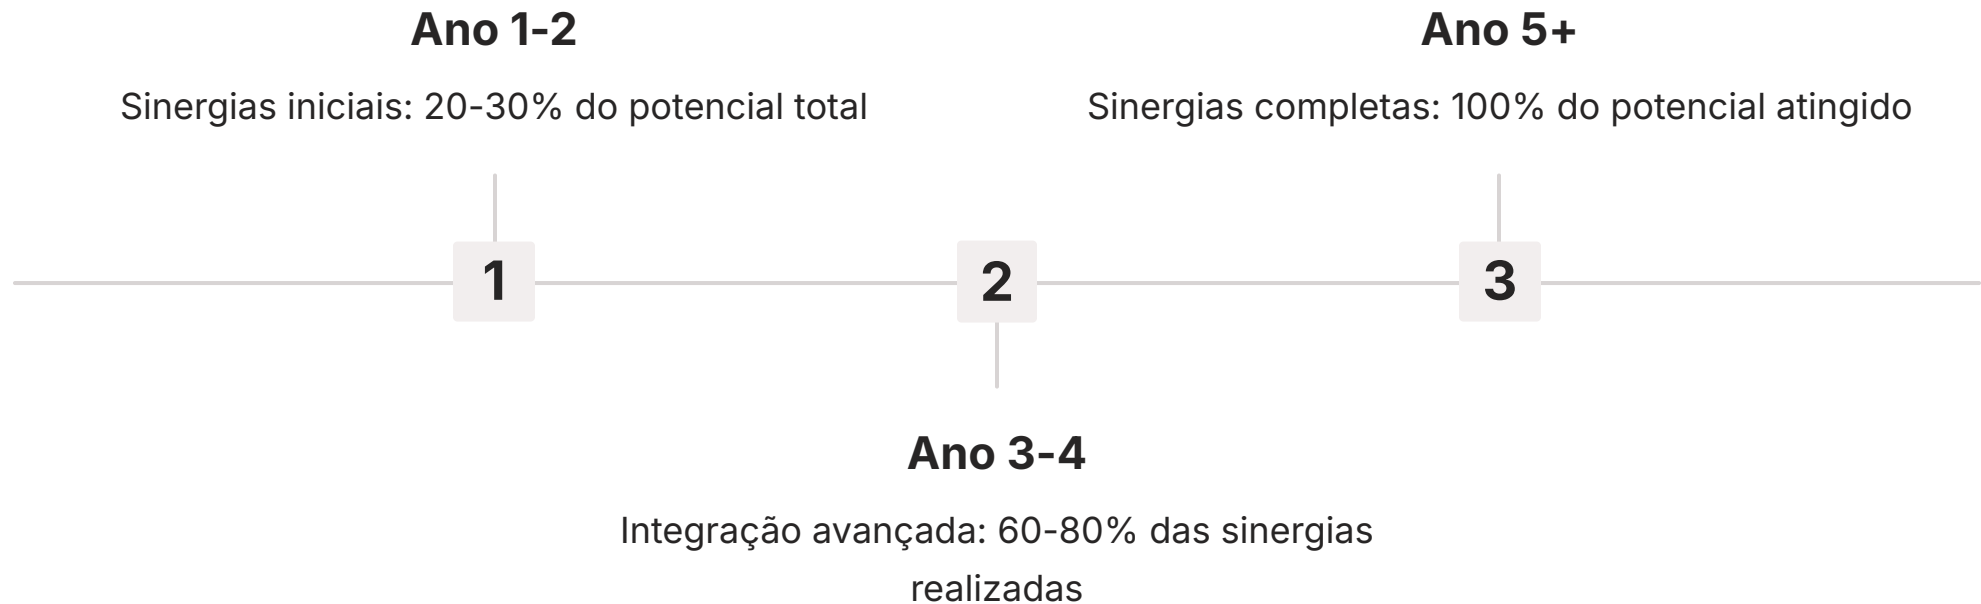 Ano 1-2
Sinergias iniciais: 20-30% do potencial total
Ano 5+
Sinergias completas: 100% do potencial atingido
1
2
3
Ano 3-4
Integração avançada: 60-80% das sinergias
realizadas